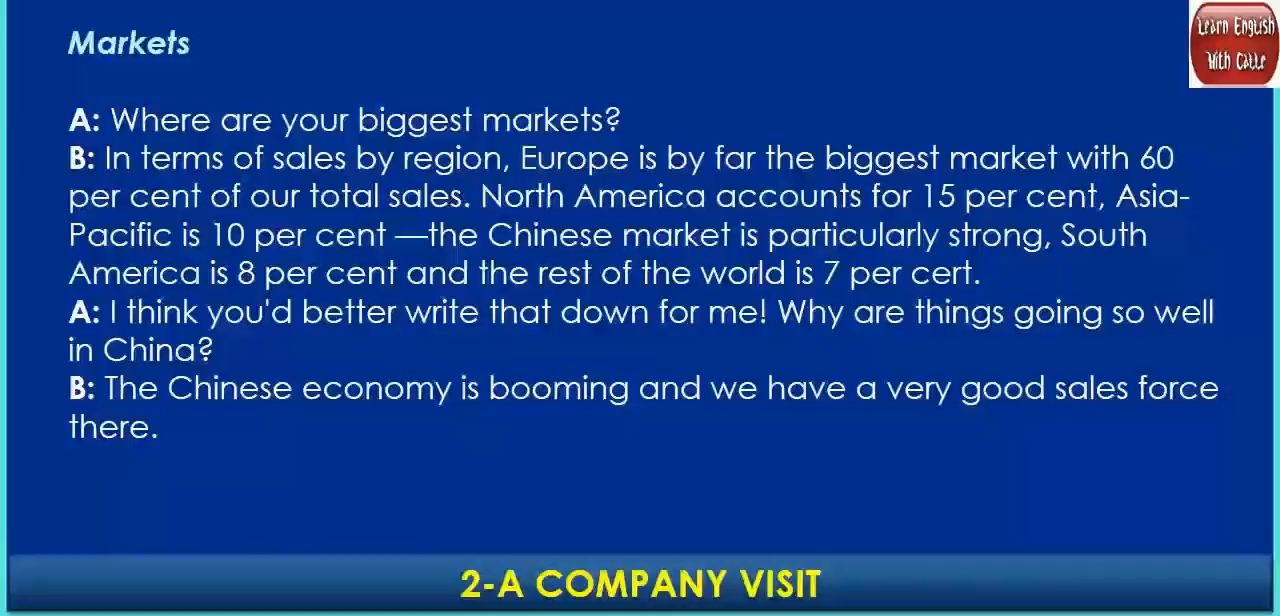 Markets
Learn English
With
A: Where are your biggest markets?
B: In terms of sales by region, Europe is by far the biggest market with 60
per cent of our total sales. North America accounts for 15 per cent, Asia-
Pacific is 10 per cent —the Chinese market is particularly strong, South
America is 8 per cent and the rest of the world is 7 per cert.
A: I think you'd better write that down for me! Why are things going so well
in China?
B: The Chinese economy is booming and we have a very good sales force
there.
2-A COMPANY VISIT